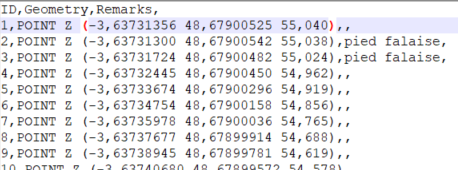 ID,Geometry,Remarks,
1,POINT Z (-3,63731356 48,67900525 55,040),,
2,POINT Z (-3,63731300 48,67900542 55,038),pied falaise,
3,POINT Z (-3,63731724 48,67900482 55,024),pied falaise,
4,POINT Z (-3,63732445 48,67900450 54,962),,
5,POINT Z (-3,63733674 48,67900296 54,919),,
6,POINT Z (-3,63734754 48,67900158 54,856),,
7,POINT Z (-3,63735978 48,67900036 54,765),,
8,POINT Z (-3,63737677 48,67899914 54,688),,
9,POINT Z (-3,63738945 48,67899781 54,619),,
10,POINT Z (-3,63740680 48,67899572 54,578)